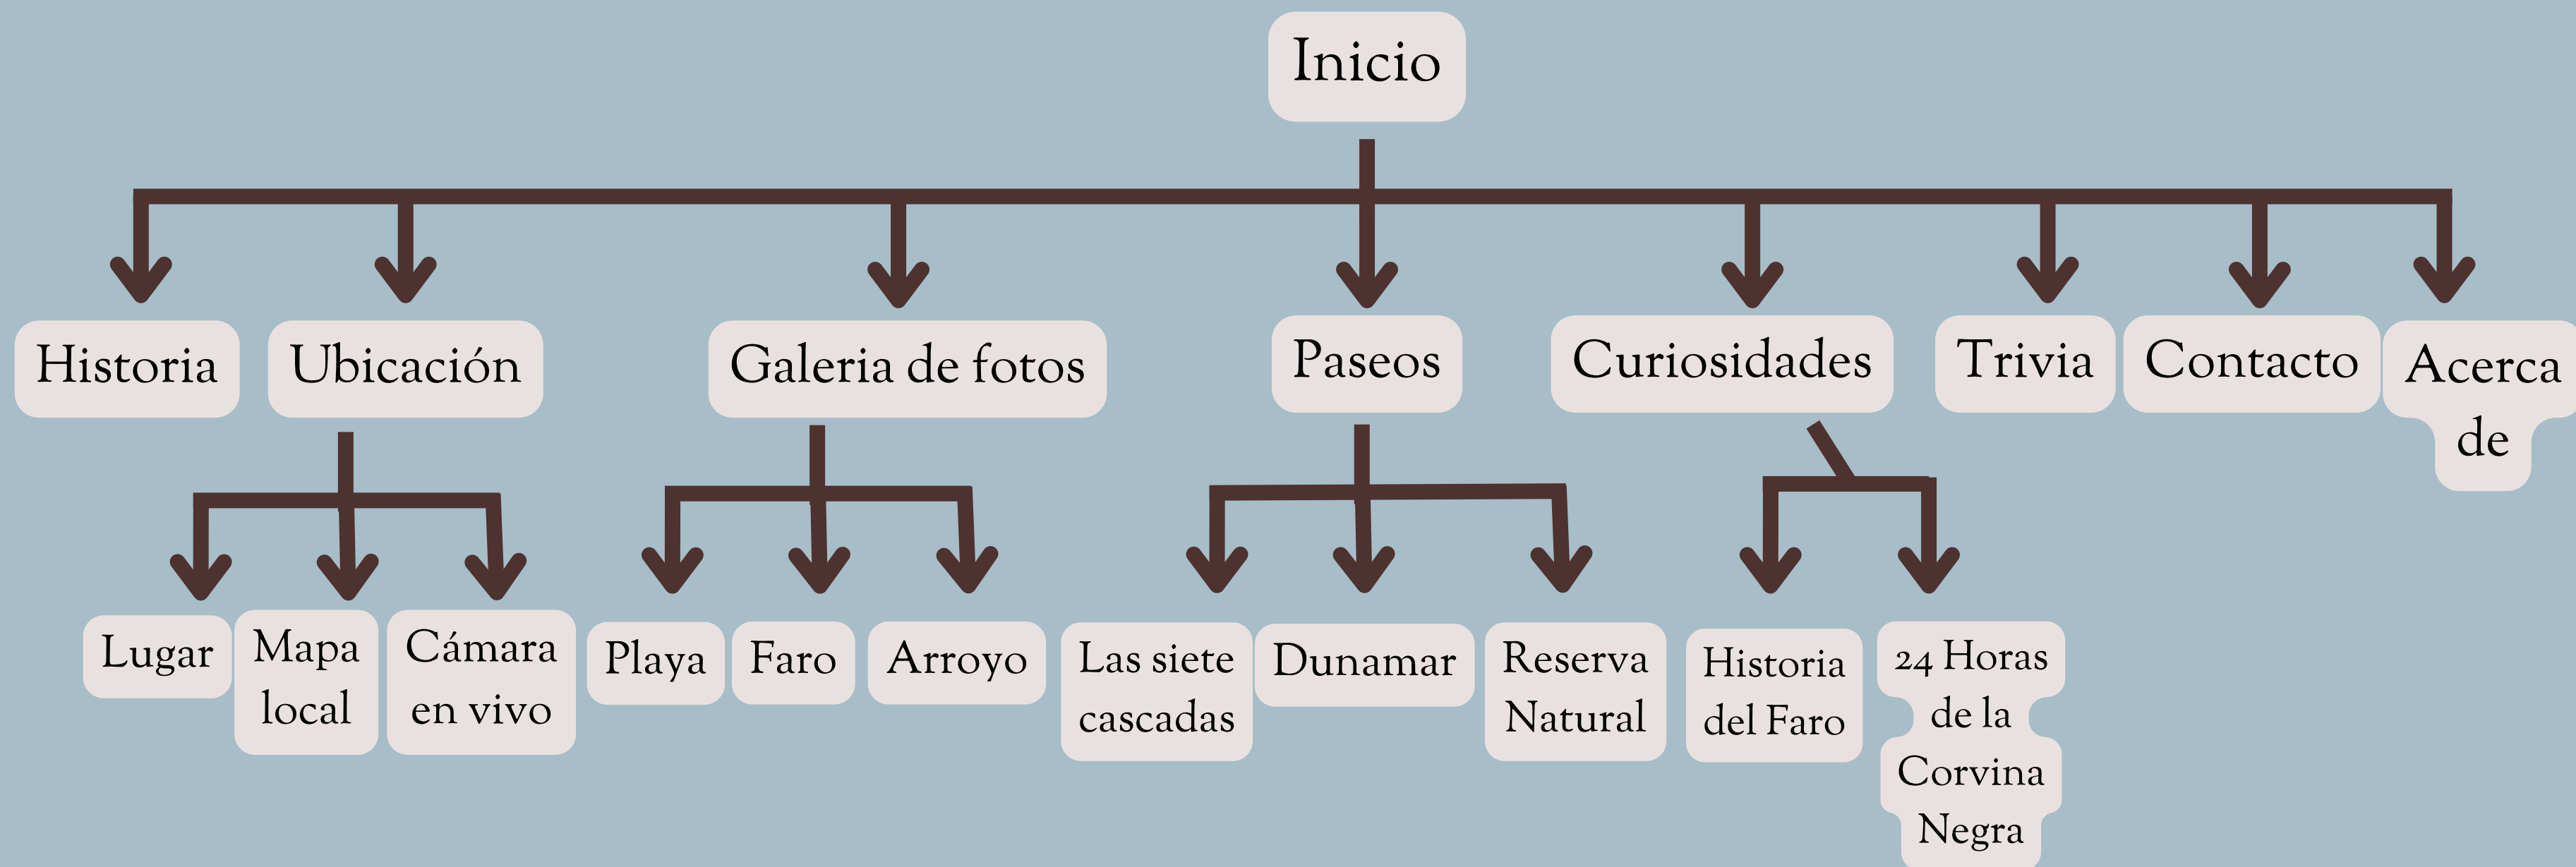 Inicio
Historia
Ubicación
Galeria de fotos
Paseos
Curiosidades
Trivia
Contacto
Acerca
de
Lugar
Mapa
local
Cámara
en vivo
Playa
Faro
Arroyo
Las siete
cascadas
Dunamar
Reserva
Natural
Historia
del Faro
24 Horas
de la
Corvina
Negra